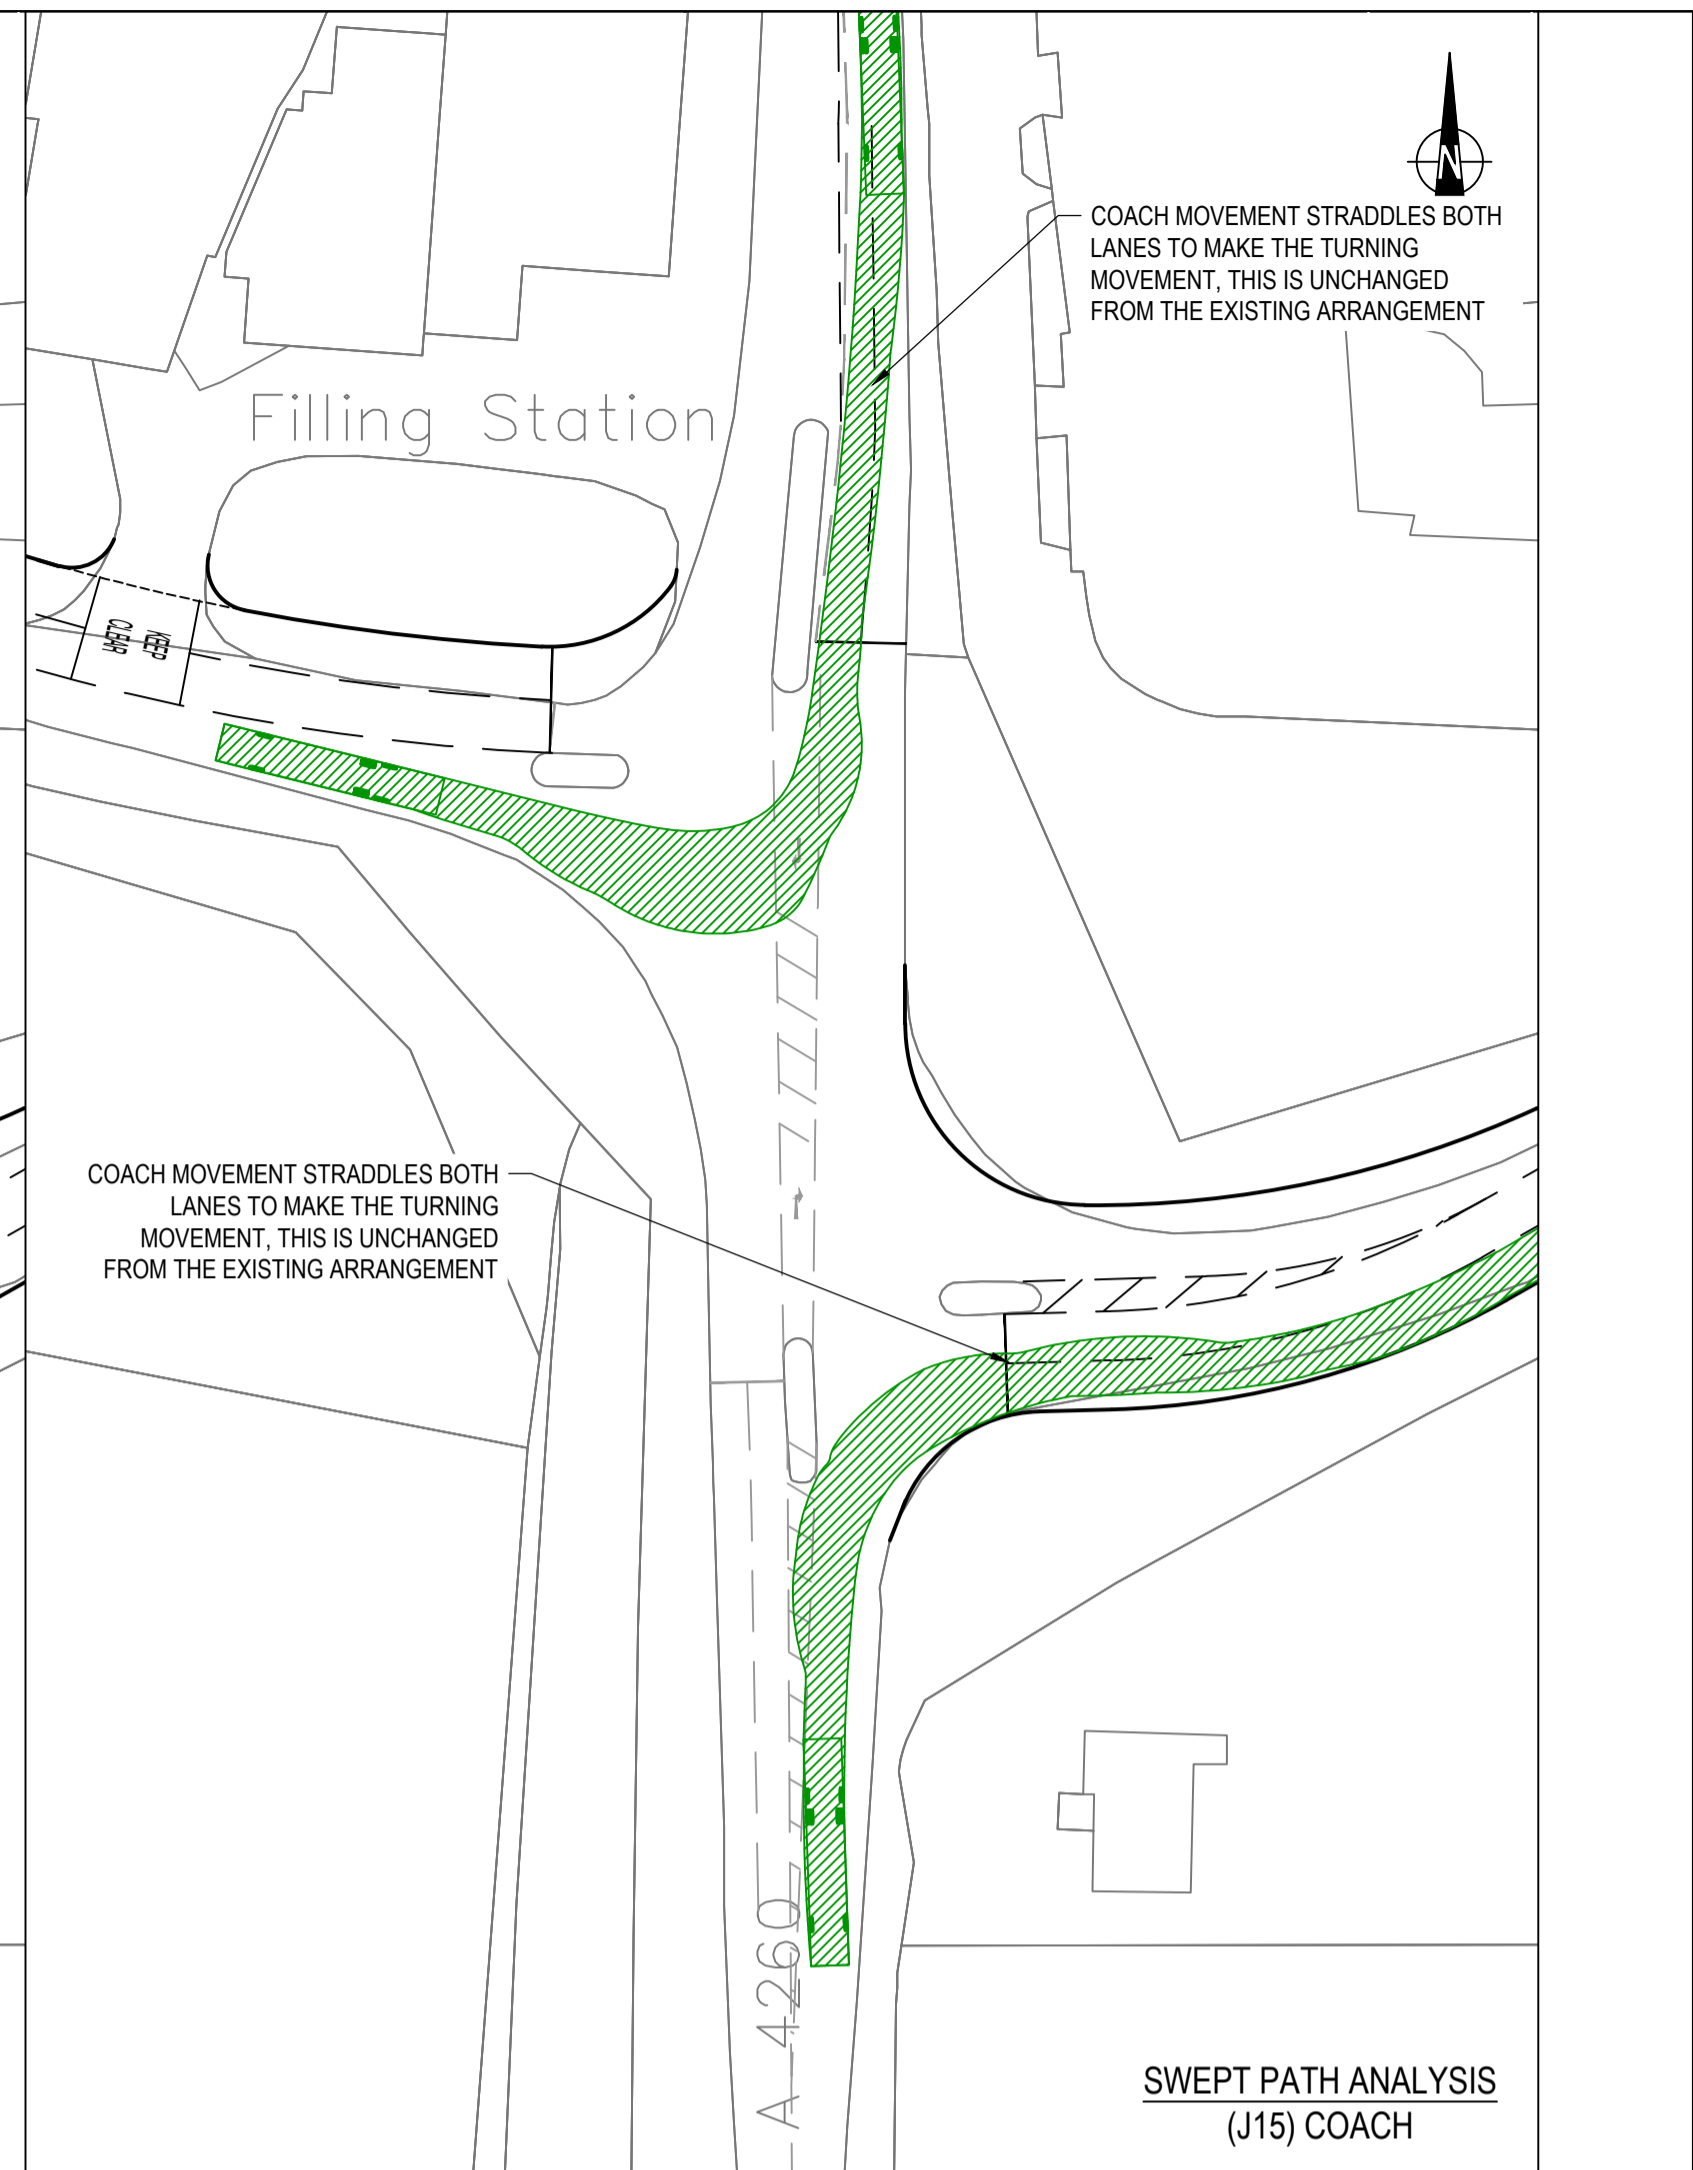 N
COACH MOVEMENT STRADDLES BOTH
LANES TO MAKE THE TURNING
MOVEMENT, THIS IS UNCHANGED
FROM THE EXISTING ARRANGEMENT
Filling Station
KEEP
CLEAR
COACH MOVEMENT STRADDLES BOTH
LANES TO MAKE THE TURNING
MOVEMENT, THIS IS UNCHANGED
FROM THE EXISTING ARRANGEMENT
A 4260
SWEPT PATH ANALYSIS
(J15) COACH